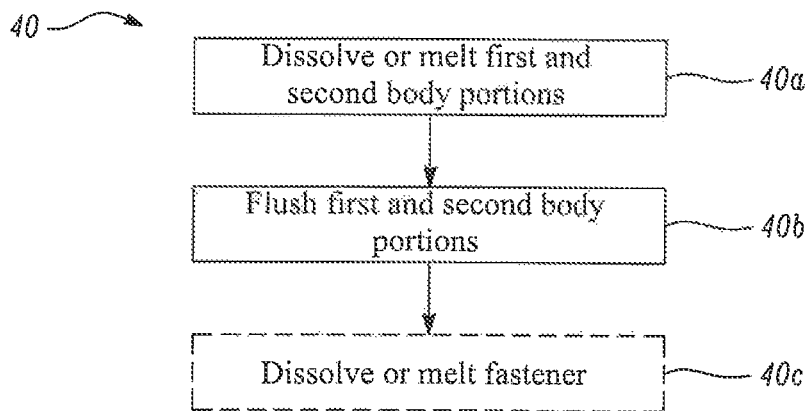 40
Dissolve or melt first and
second body portions
40a
Flush first and second body
portions
40b
Dissolve or melt fastener
40c